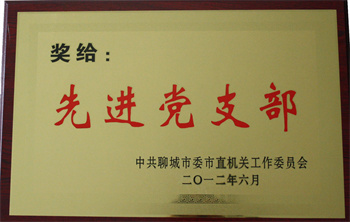 奖给：
先进党支部
中共聊城市委市直机关工作委员会
二〇一二年六月